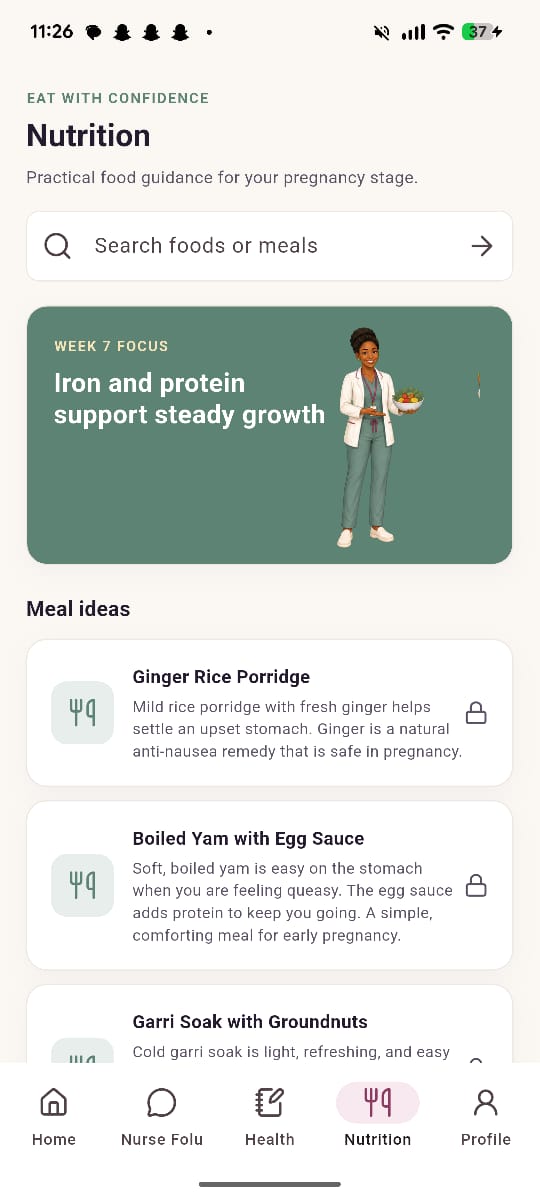 11:26
37
EAT WITH CONFIDENCE
Nutrition
Practical food guidance for your pregnancy stage.
Search foods or meals
WEEK 7 FOCUS
Iron and protein
support steady growth
Meal ideas
Ginger Rice Porridge
Mild rice porridge with fresh ginger helps
settle an upset stomach. Ginger is a natural
anti-nausea remedy that is safe in pregnancy.
Boiled Yam with Egg Sauce
Soft, boiled yam is easy on the stomach
when you are feeling queasy. The egg sauce
adds protein to keep you going. A simple,
comforting meal for early pregnancy.
Garri Soak with Groundnuts
Cold garri soak is light, refreshing, and easy
Home
Nurse Folu
Health
Nutrition
Profile